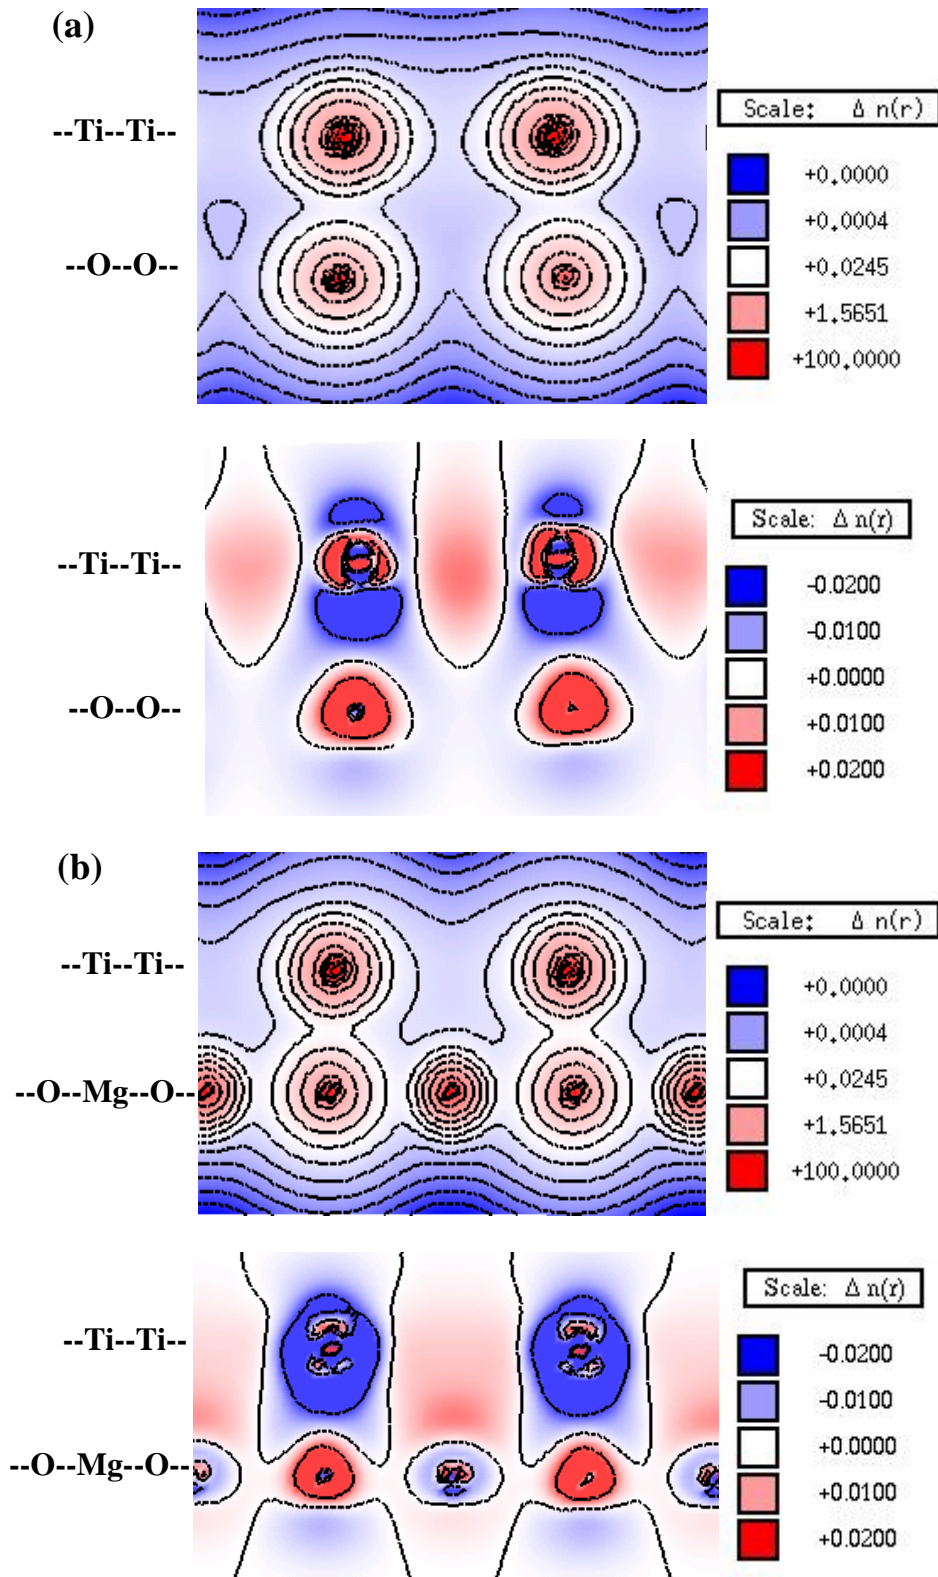 (a)
--Ti--Ti--
--O--O--
Scale: Δ n(r)
+0.0000
+0.0004
+0.0245
+1.5651
+100.0000
--Ti--Ti--
--O--O--
Scale: Δ n(r)
-0.0200
-0.0100
+0.0000
+0.0100
+0.0200
(b)
--Ti--Ti--
--O--Mg--O--
Scale: Δ n(r)
+0.0000
+0.0004
+0.0245
+1.5651
+100.0000
--Ti--Ti--
--O--Mg--O--
Scale: Δ n(r)
-0.0200
-0.0100
+0.0000
+0.0100
+0.0200